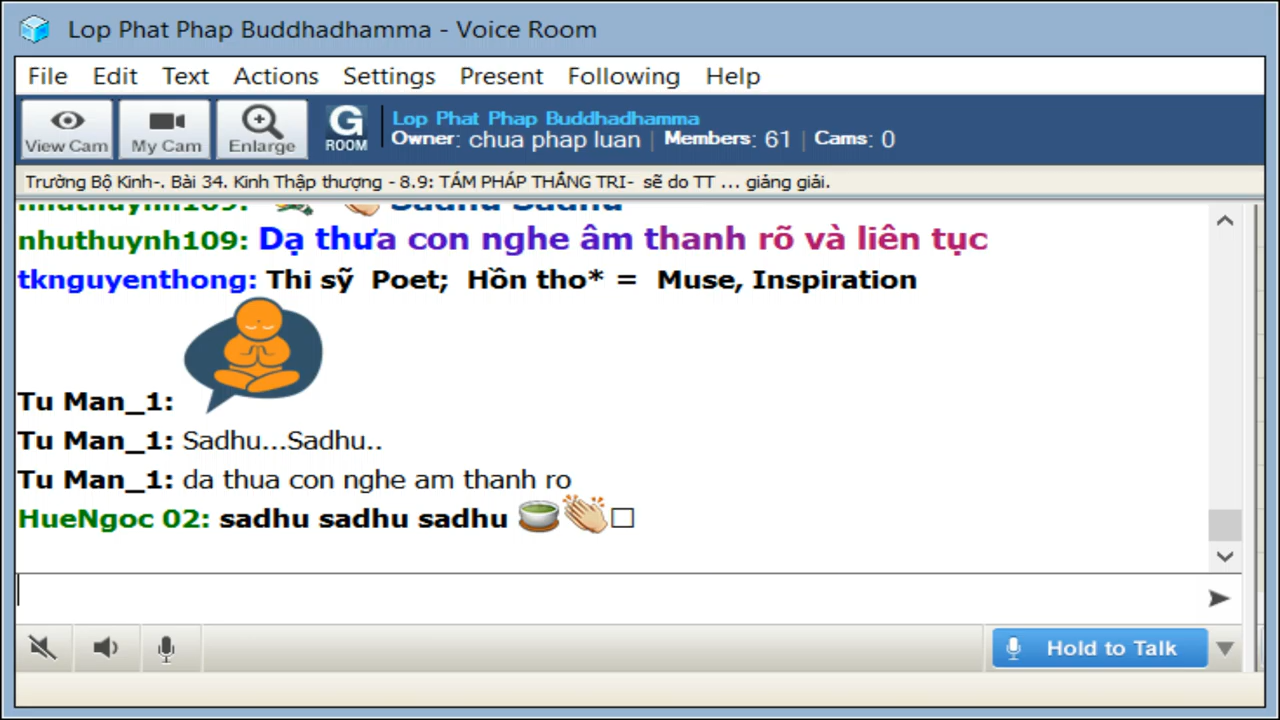 Lop Phat Phap Buddhadhamma - Voice Room
File Edit Text Actions Settings Present Following Help
View Cam My Cam Enlarge G ROOM
Lop Phat Phap Buddhadhamma
Owner: chua phap luan | Members: 61 | Cams: 0
Trường Bộ Kinh-. Bài 34. Kinh Thập thượng - 8.9: TÁM PHÁP THẮNG TRI- sẽ do TT ... giảng giải.
nhuthuynh109: Sadhu Sadhu
nhuthuynh109: Dạ thưa con nghe âm thanh rõ và liên tục
tknguyenthong: Thi sỹ Poet; Hồn tho* = Muse, Inspiration
Tu Man_1:
Tu Man_1: Sadhu...Sadhu..
Tu Man_1: da thua con nghe am thanh ro
HueNgoc 02: sadhu sadhu sadhu
Hold to Talk